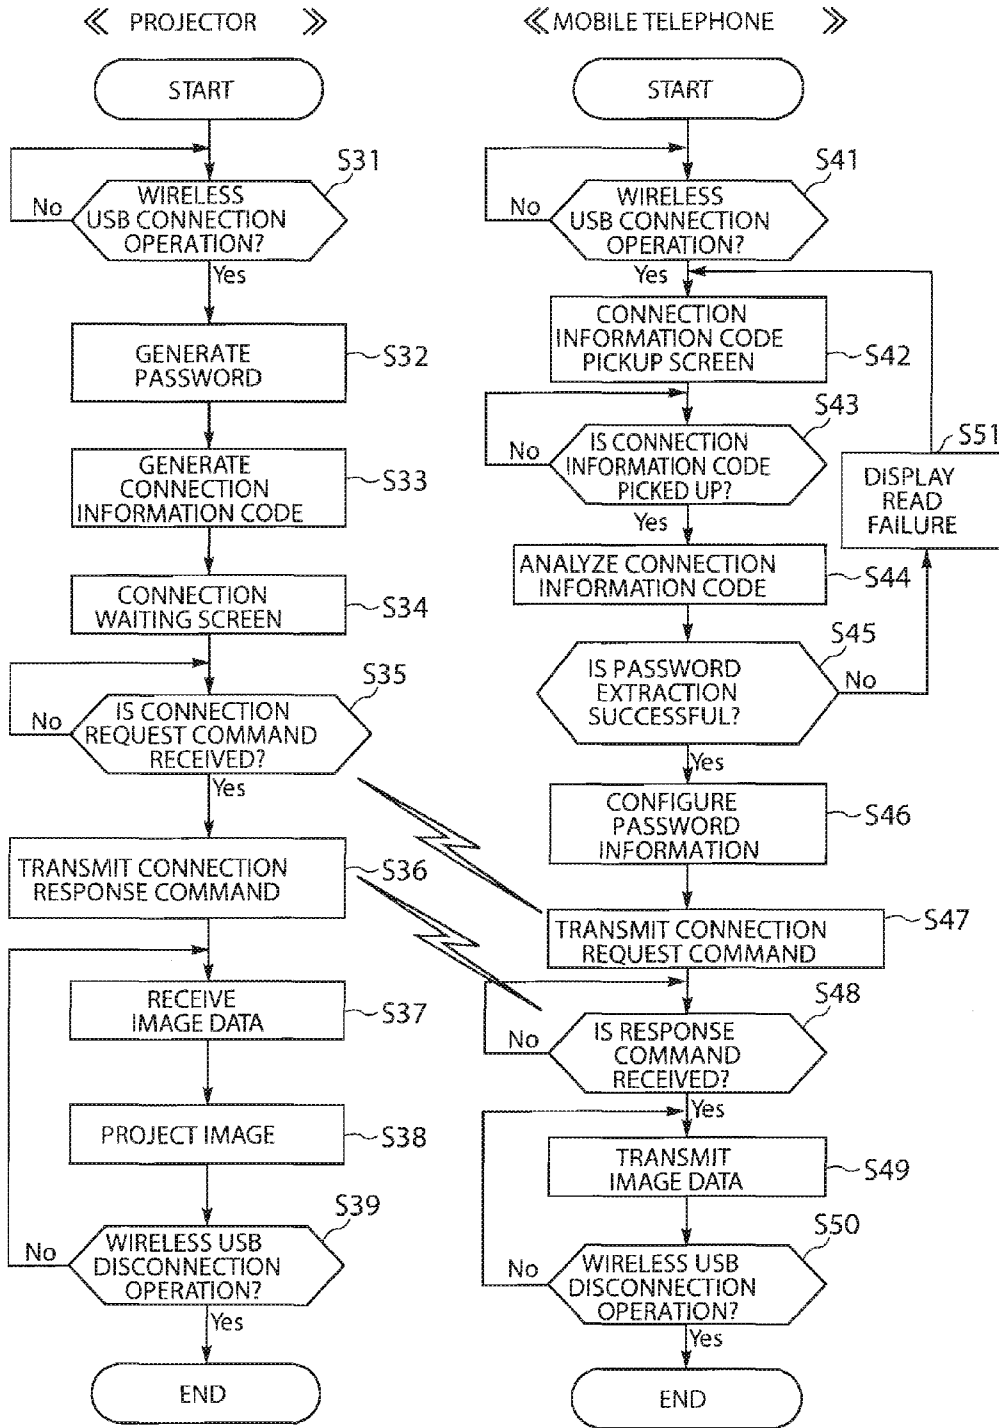 ≪ PROJECTOR ≫
START
S31
WIRELESS
USB CONNECTION
OPERATION?
No
Yes
GENERATE
PASSWORD
S32
GENERATE
CONNECTION
INFORMATION CODE
S33
CONNECTION
WAITING SCREEN
S34
S35
IS CONNECTION
REQUEST COMMAND
RECEIVED?
No
Yes
TRANSMIT CONNECTION
RESPONSE COMMAND
S36
RECEIVE
IMAGE DATA
S37
PROJECT IMAGE
S38
S39
WIRELESS USB
DISCONNECTION
OPERATION?
No
Yes
END
≪ MOBILE TELEPHONE ≫
START
S41
WIRELESS
USB CONNECTION
OPERATION?
No
Yes
CONNECTION
INFORMATION CODE
PICKUP SCREEN
S42
S43
IS CONNECTION
INFORMATION CODE
PICKED UP?
No
Yes
S51
DISPLAY
READ
FAILURE
ANALYZE CONNECTION
INFORMATION CODE
S44
S45
IS PASSWORD
EXTRACTION
SUCCESSFUL?
No
Yes
CONFIGURE
PASSWORD
INFORMATION
S46
TRANSMIT CONNECTION
REQUEST COMMAND
S47
S48
IS RESPONSE
COMMAND
RECEIVED?
No
Yes
TRANSMIT
IMAGE DATA
S49
S50
WIRELESS USB
DISCONNECTION
OPERATION?
No
Yes
END